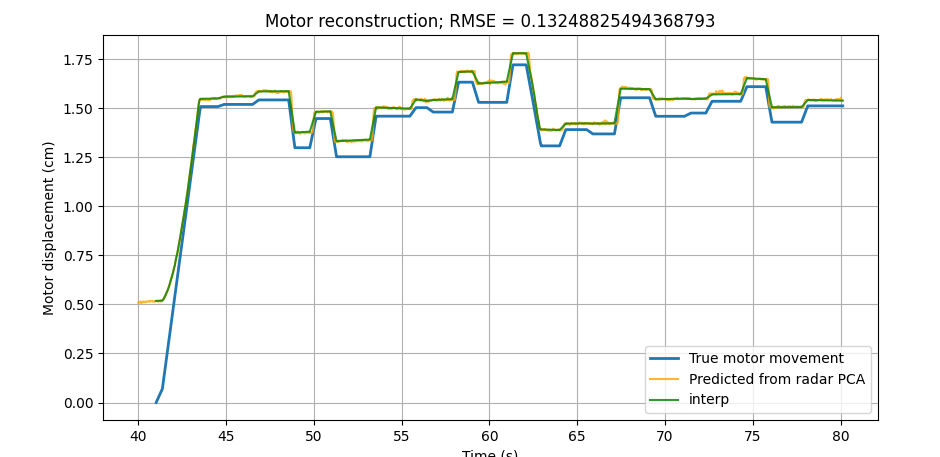 Motor reconstruction; RMSE = 0.13248825494368793
Motor displacement (cm)
1.75
1.50
1.25
1.00
0.75
0.50
0.25
0.00
True motor movement
Predicted from radar PCA
interp
40 45 50 55 60 65 70 75 80
Time (s)